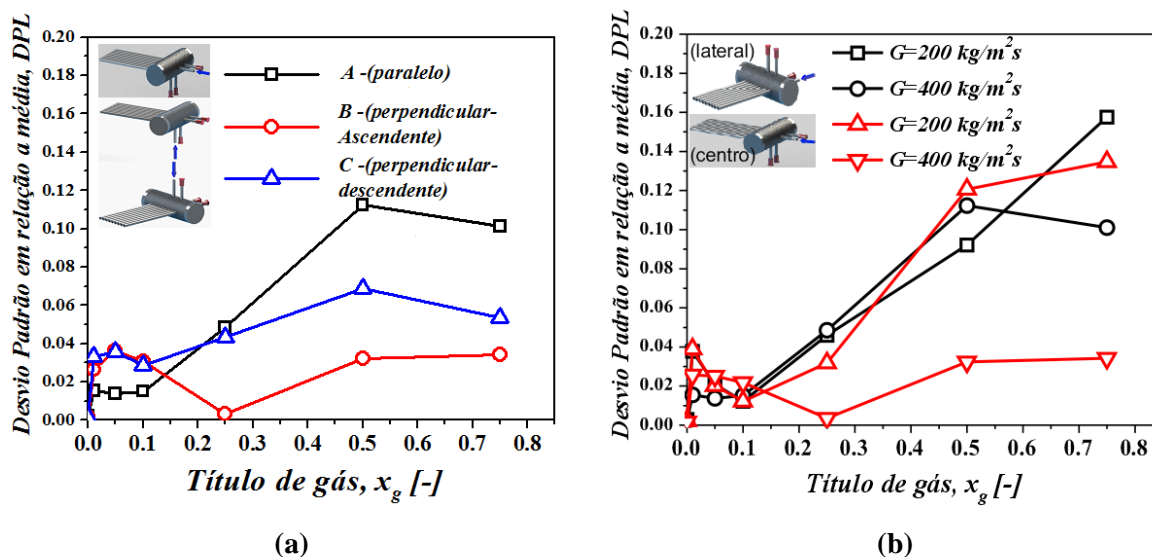 Desvio Padrão em relação a média, DPL
0.20
0.18
0.16
0.14
0.12
0.10
0.08
0.06
0.04
0.02
0.00
A -(paralelo)
B -(perpendicular-
Ascendente)
C -(perpendicular-
descendente)
0.0 0.1 0.2 0.3 0.4 0.5 0.6 0.7 0.8
Título de gás, x_g [-]
(a)
Desvio Padrão em relação a média, DPL
0.20
0.18
0.16
0.14
0.12
0.10
0.08
0.06
0.04
0.02
0.00
(lateral)
(centro)
G=200 kg/m²s
G=400 kg/m²s
G=200 kg/m²s
G=400 kg/m²s
0.0 0.1 0.2 0.3 0.4 0.5 0.6 0.7 0.8
Título de gás, x_g [-]
(b)